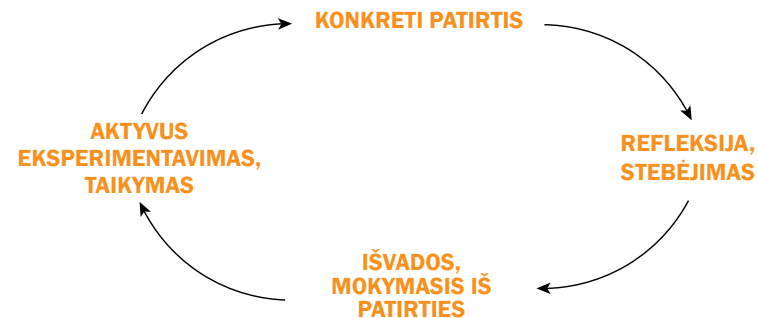 KONKRETI PATIRTIS
REFLEKSIJA,
STEBĖJIMAS
IŠVADOS,
MOKYMASIS IŠ
PATIRTIES
AKTYVUS
EKSPERIMENTAVIMAS,
TAIKYMAS